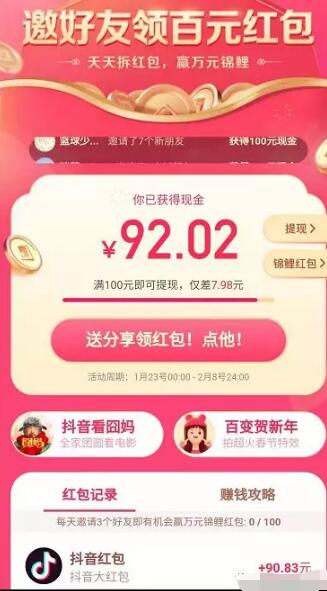 邀好友领百元红包
天天拆红包，赢万元锦鲤
篮球少... 邀请了7个新朋友 获得100元现金
你已获得现金
¥92.02
提现 >
锦鲤红包 >
满100元即可提现，仅差7.98元
送分享领红包！点他！
活动周期：1月23号00:00 - 2月8号24:00
抖音看囧妈
全家团圆看电影
百变贺新年
拍超火春节特效
红包记录 赚钱攻略
每天邀请3个好友即有机会赢万元锦鲤红包: 0 / 100
抖音红包
抖音大红包
+90.83元